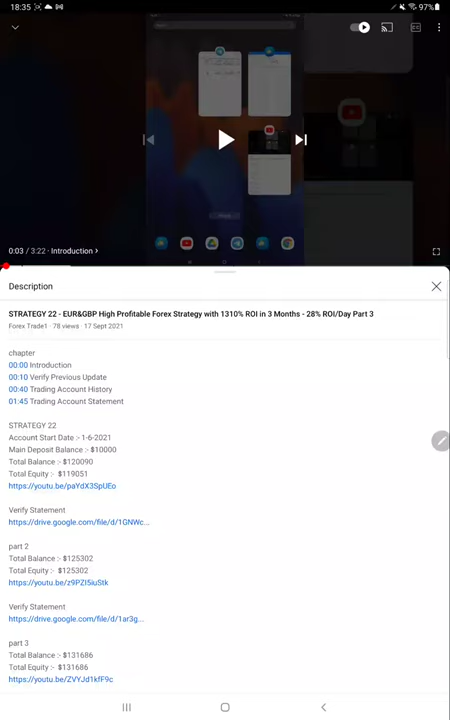 18:35
97%
0:03 / 3:22 · Introduction >
Description
STRATEGY 22 - EUR&GBP High Profitable Forex Strategy with 1310% ROI in 3 Months - 28% ROI/Day Part 3
Forex Trade1 · 78 views · 17 Sept 2021
chapter
00:00 Introduction
00:10 Verify Previous Update
00:40 Trading Account History
01:45 Trading Account Statement
STRATEGY 22
Account Start Date :- 1-6-2021
Main Deposit Balance :- $10000
Total Balance :- $120090
Total Equity :-  $119051
https://youtu.be/paYdX3SpUEo
Verify Statement
https://drive.google.com/file/d/1GNWc...
part 2
Total Balance :- $125302
Total Equity :-  $125302
https://youtu.be/z9PZI5iuStk
Verify Statement
https://drive.google.com/file/d/1ar3g...
part 3
Total Balance :- $131686
Total Equity :- $131686
https://youtu.be/ZVYJd1kfF9c